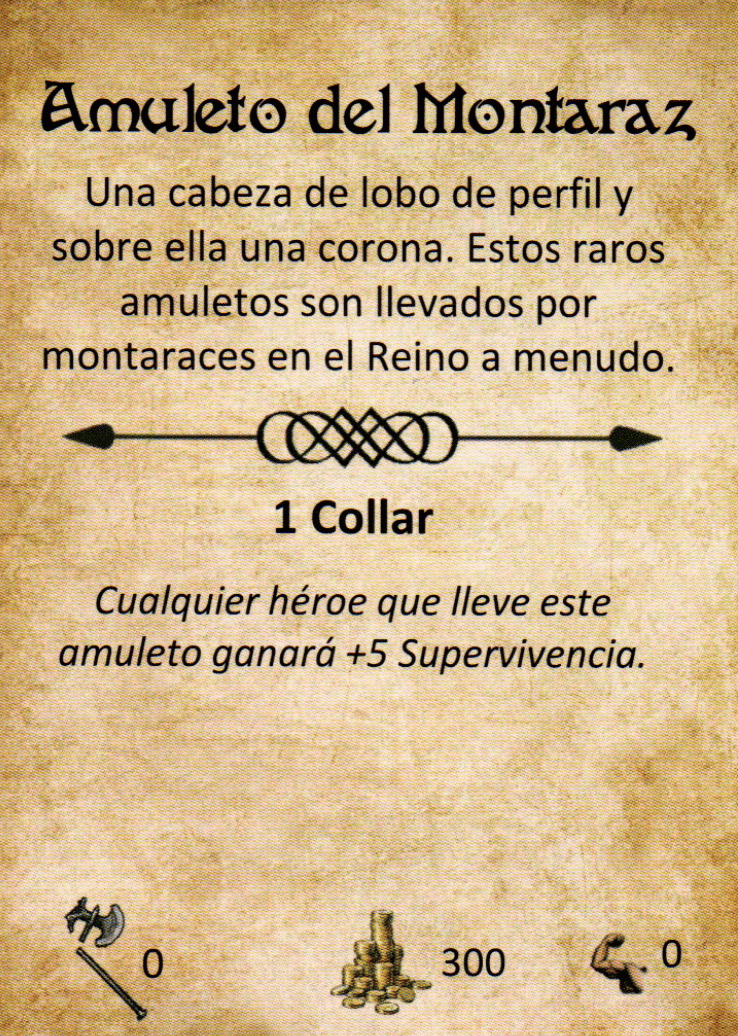 Amuleto del Montaraz
Una cabeza de lobo de perfil y
sobre ella una corona. Estos raros
amuletos son llevados por
montaraces en el Reino a menudo.
1 Collar
Cualquier héroe que lleve este
amuleto ganará +5 Supervivencia.
0
300
0